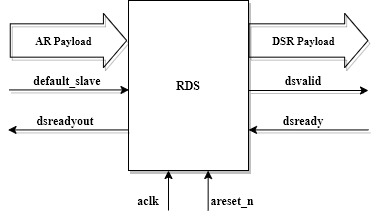 AR Payload
DSR Payload
default_slave
RDS
dsvalid
dsreadyout
dsready
aclk
areset_n